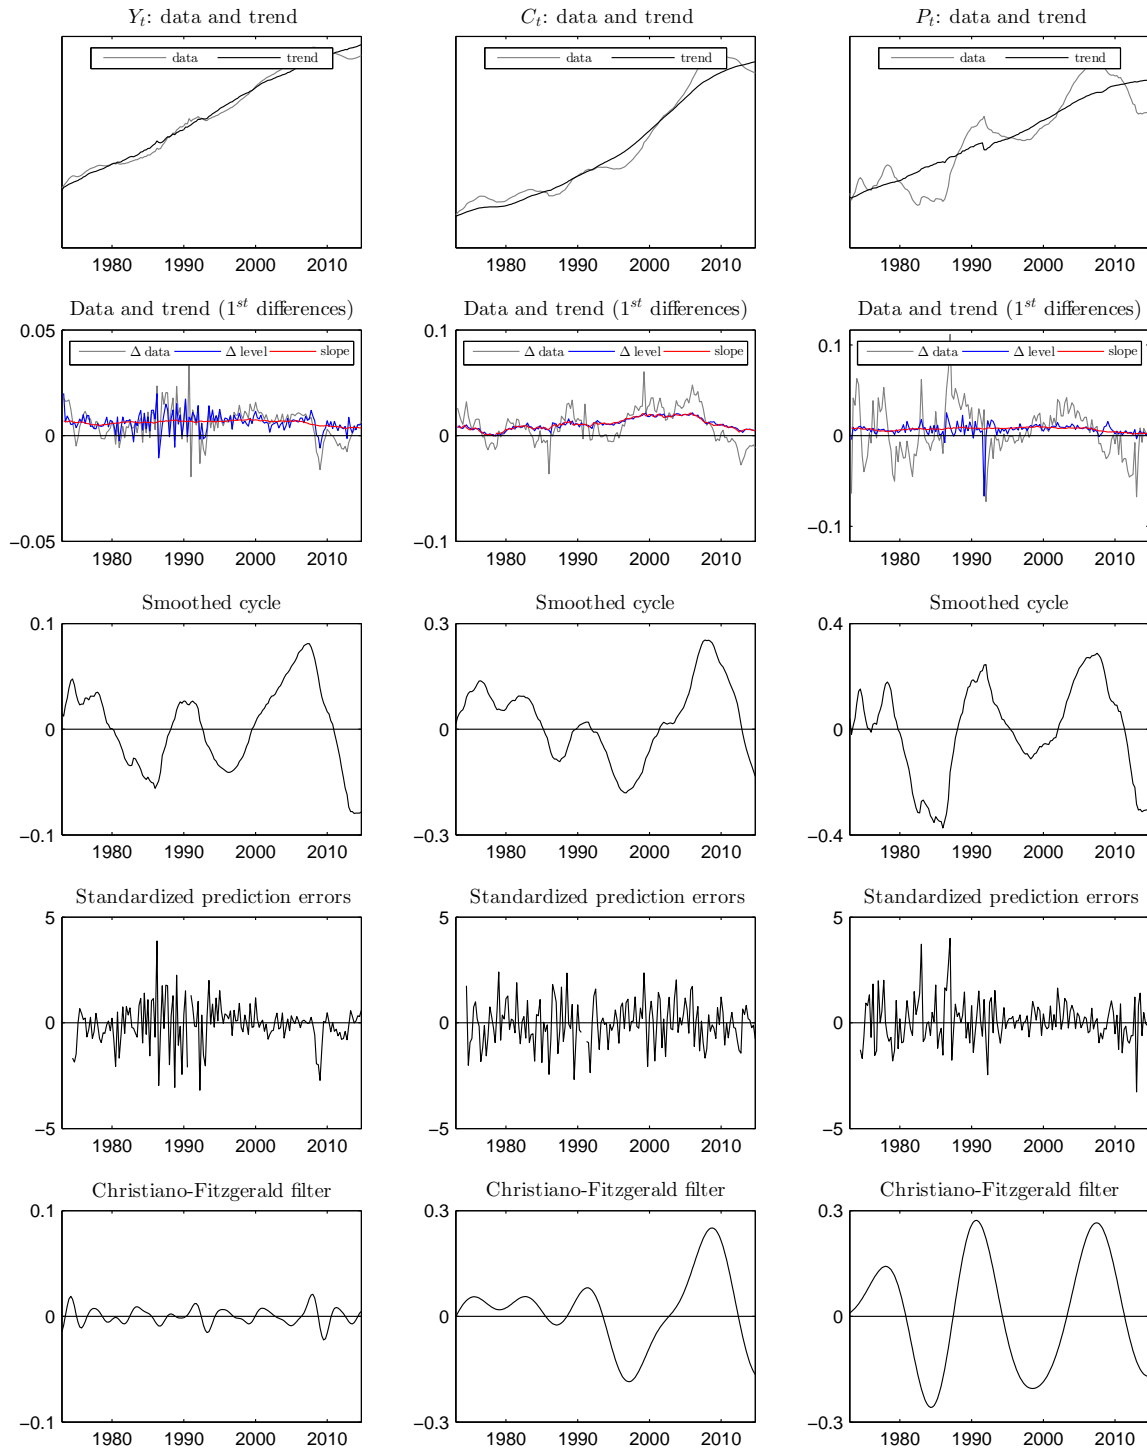 Y_t: data and trend
C_t: data and trend
P_t: data and trend
data trend
data trend
data trend
1980 1990 2000 2010
1980 1990 2000 2010
1980 1990 2000 2010
Data and trend (1^st differences)
Data and trend (1^st differences)
Data and trend (1^st differences)
0.05
0
−0.05
Δ data Δ level slope
1980 1990 2000 2010
0.1
0
−0.1
Δ data Δ level slope
1980 1990 2000 2010
0.1
0
−0.1
Δ data Δ level slope
1980 1990 2000 2010
Smoothed cycle
Smoothed cycle
Smoothed cycle
0.1
0
−0.1
1980 1990 2000 2010
0.3
0
−0.3
1980 1990 2000 2010
0.4
0
−0.4
1980 1990 2000 2010
Standardized prediction errors
Standardized prediction errors
Standardized prediction errors
5
0
−5
1980 1990 2000 2010
5
0
−5
1980 1990 2000 2010
5
0
−5
1980 1990 2000 2010
Christiano-Fitzgerald filter
Christiano-Fitzgerald filter
Christiano-Fitzgerald filter
0.1
0
−0.1
1980 1990 2000 2010
0.3
0
−0.3
1980 1990 2000 2010
0.3
0
−0.3
1980 1990 2000 2010